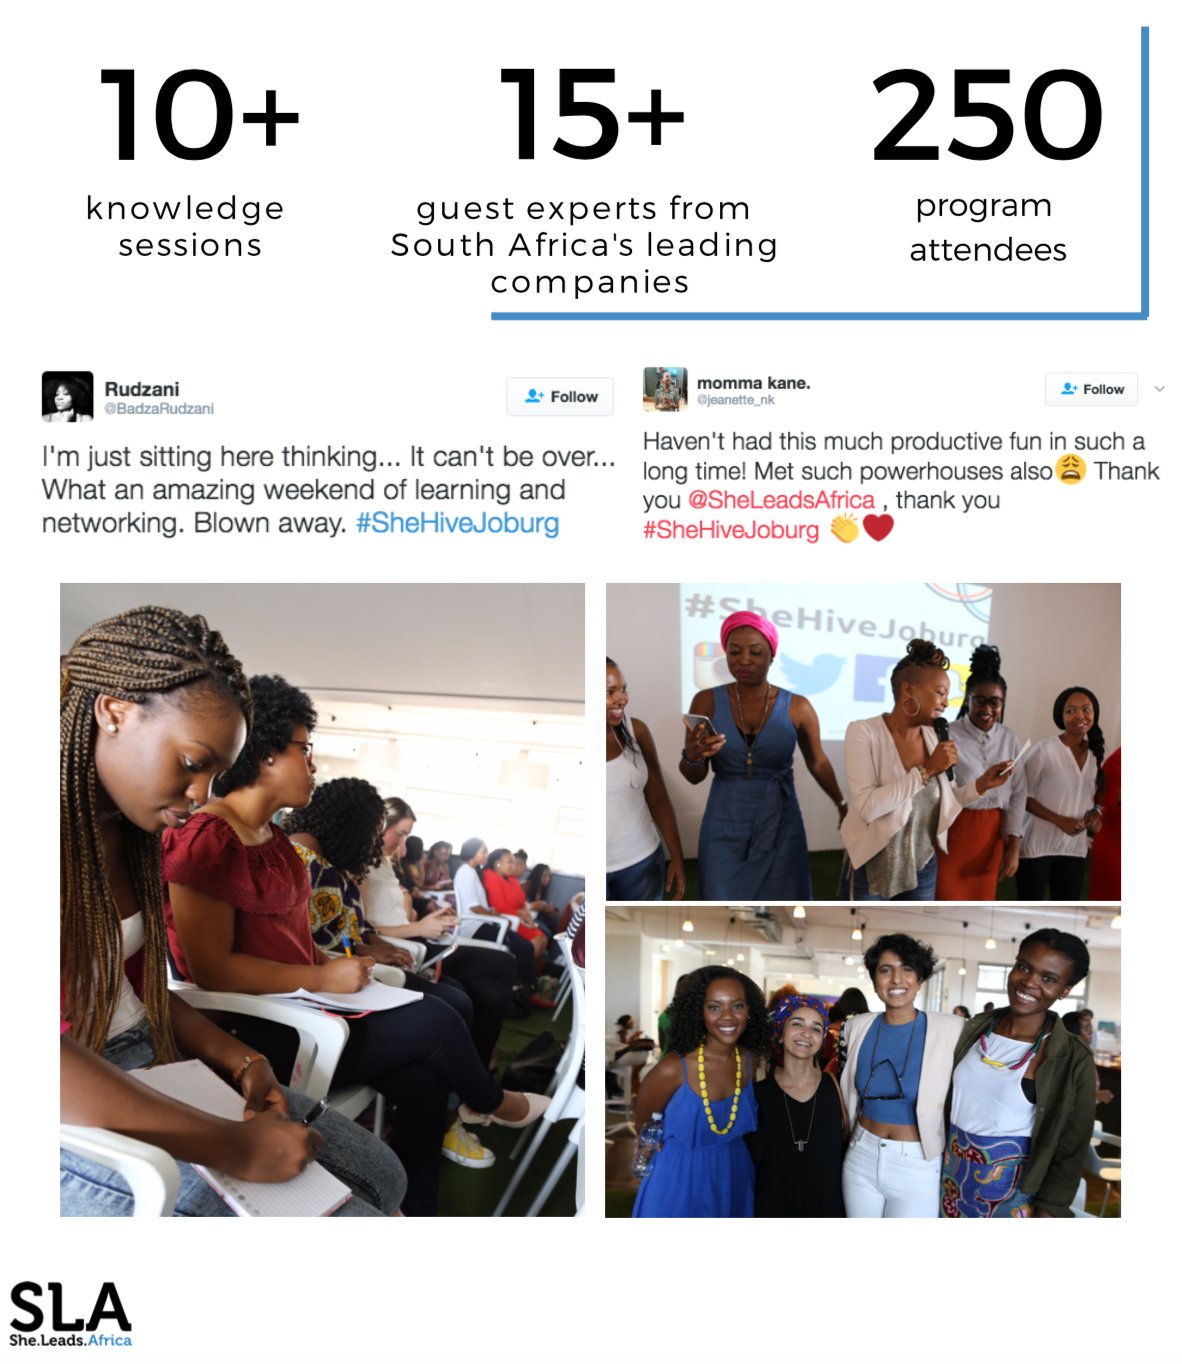 10+
knowledge
sessions
15+
guest experts from
South Africa's leading
companies
250
program
attendees
Rudzani
@BadzaRudzani
Follow
I'm just sitting here thinking... It can't be over...
What an amazing weekend of learning and
networking. Blown away. #SheHiveJoburg
momma kane.
@jeanette_nk
Follow
Haven't had this much productive fun in such a
long time! Met such powerhouses also😩 Thank
you @SheLeadsAfrica , thank you
#SheHiveJoburg 👏❤️
#SheHiveJoburg
SLA
She.Leads.Africa